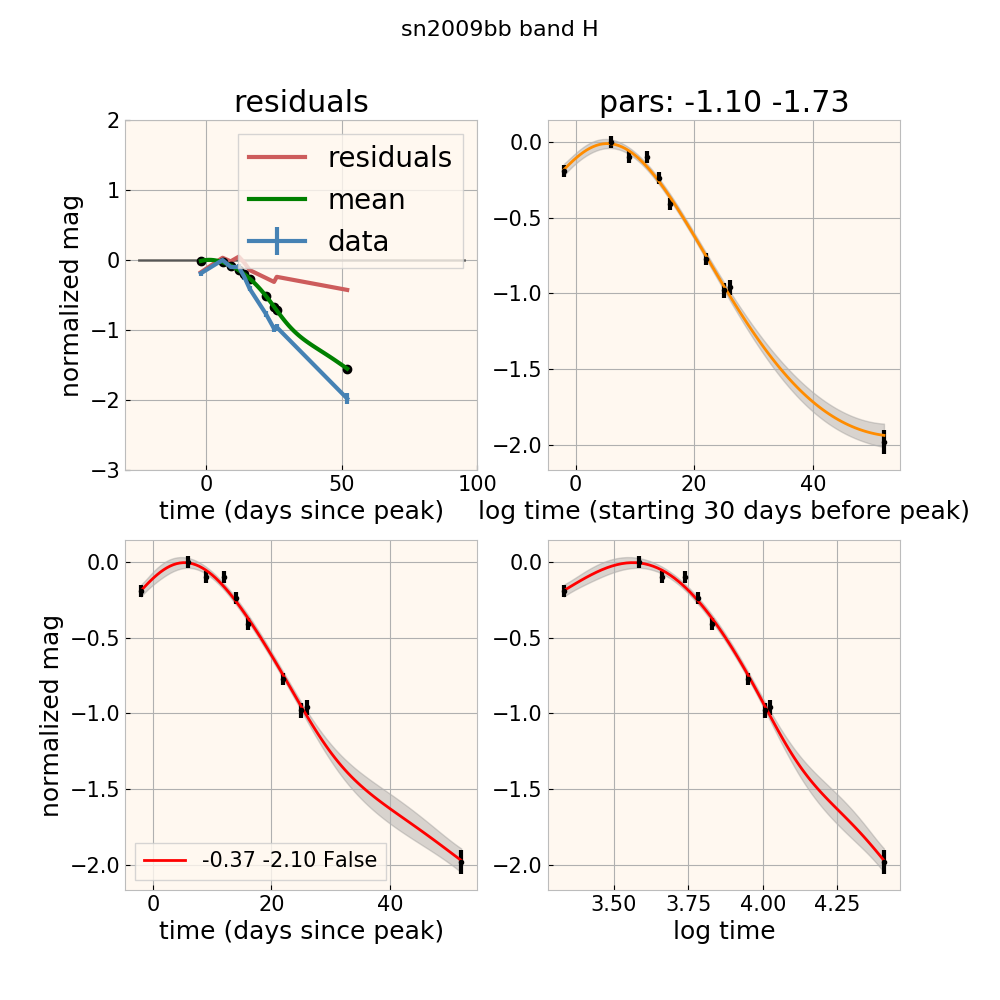 sn2009bb band H
residuals
pars: -1.10 -1.73
2
1
0
−1
−2
−3
normalized mag
residuals
mean
data
0
50
100
time (days since peak)
0.0
−0.5
−1.0
−1.5
−2.0
0
20
40
log time (starting 30 days before peak)
0.0
−0.5
−1.0
−1.5
−2.0
normalized mag
-0.37 -2.10 False
0
20
40
time (days since peak)
0.0
−0.5
−1.0
−1.5
−2.0
3.50
3.75
4.00
4.25
log time